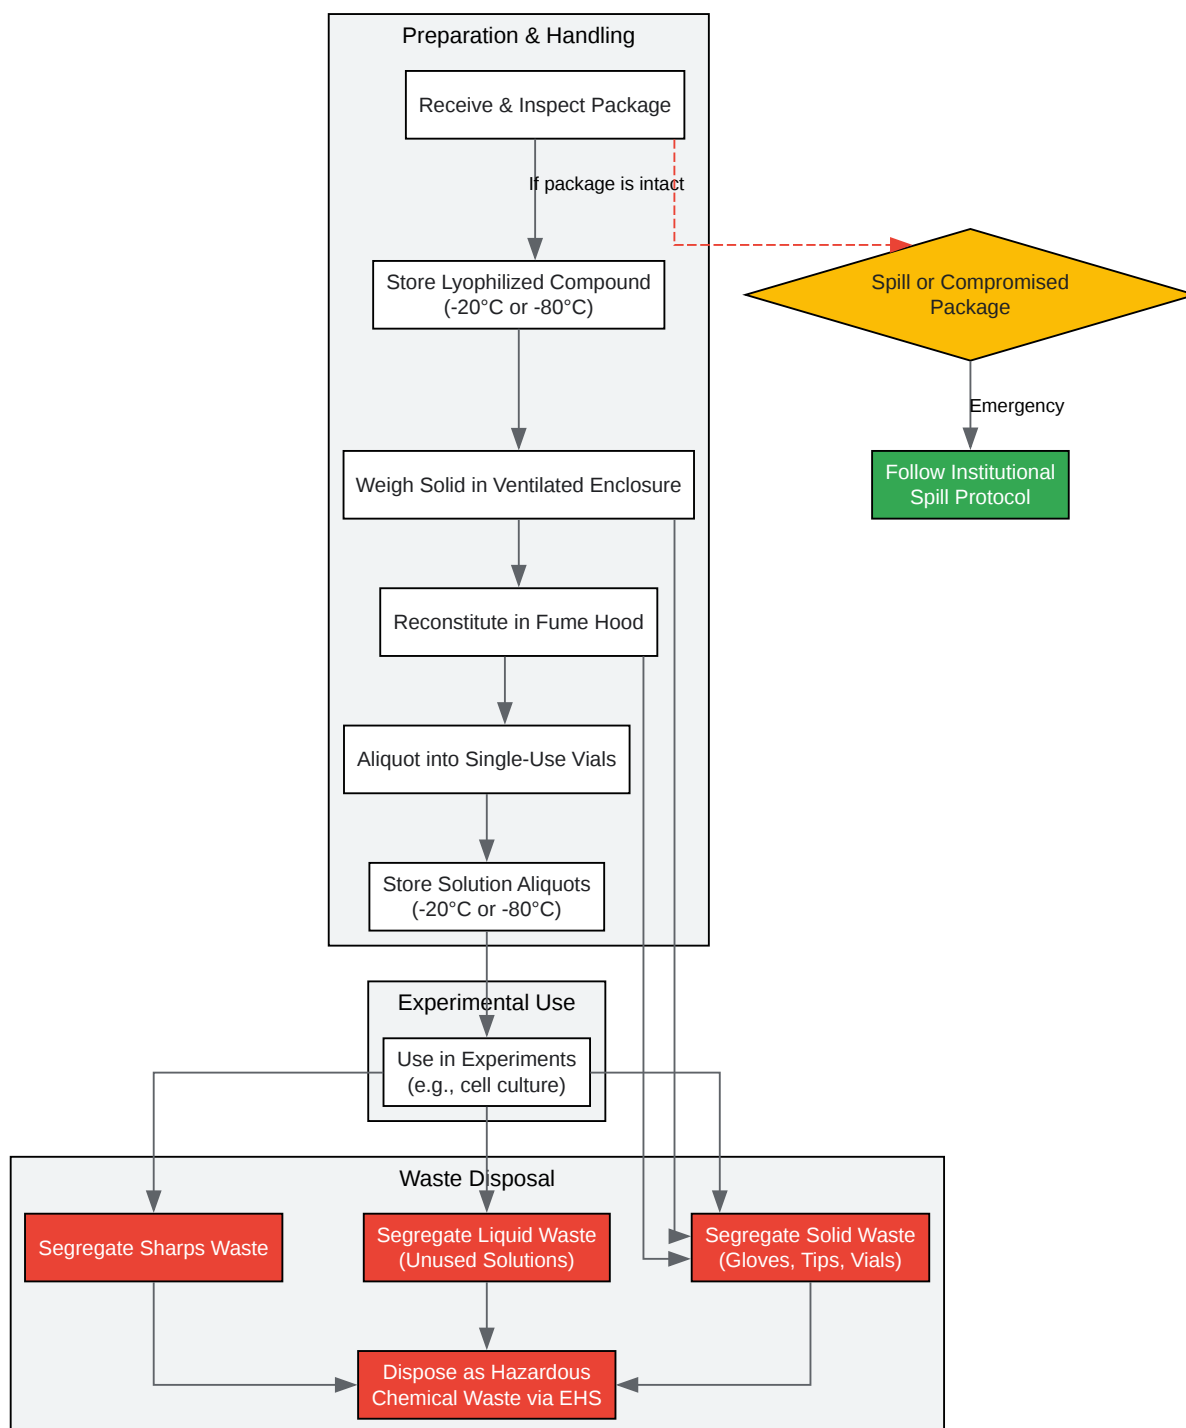 Preparation & Handling
Receive & Inspect Package
If package is intact
Store Lyophilized Compound
(-20°C or -80°C)
Spill or Compromised
Package
Emergency
Weigh Solid in Ventilated Enclosure
Follow Institutional
Spill Protocol
Reconstitute in Fume Hood
Aliquot into Single-Use Vials
Store Solution Aliquots
(-20°C or -80°C)
Experimental Use
Use in Experiments
(e.g., cell culture)
Waste Disposal
Segregate Sharps Waste
Segregate Liquid Waste
(Unused Solutions)
Segregate Solid Waste
(Gloves, Tips, Vials)
Dispose as Hazardous
Chemical Waste via EHS